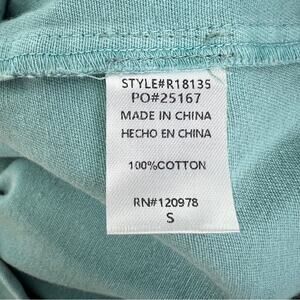 STYLE#R18135
PO#25167
MADE IN CHINA
HECHO EN CHINA
100%COTTON
RN#120978
S